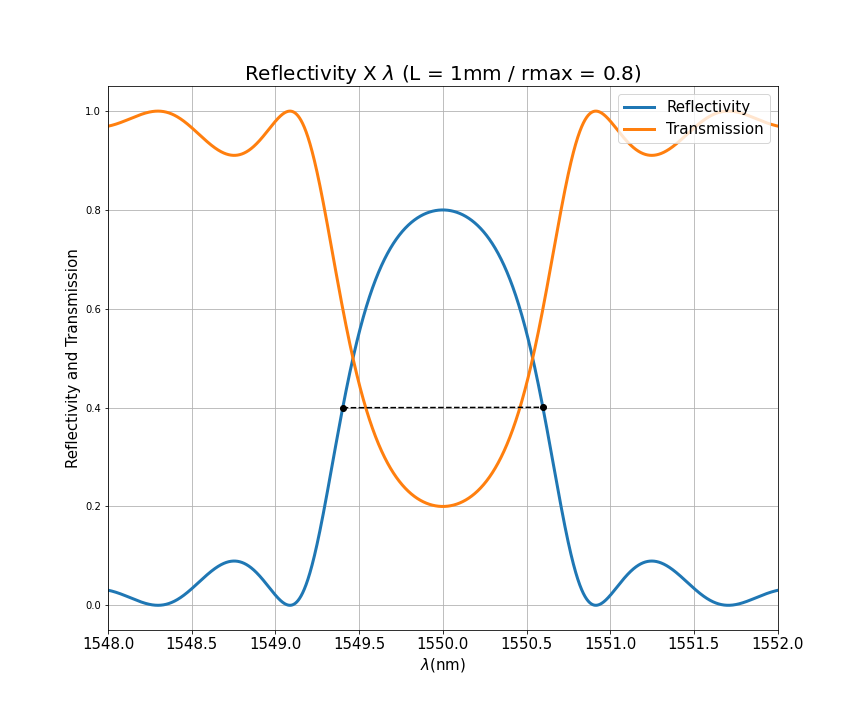 Reflectivity X λ (L = 1mm / rmax = 0.8)
Reflectivity
Transmission
Reflectivity and Transmission
1.0
0.8
0.6
0.4
0.2
0.0
1548.0 1548.5 1549.0 1549.5 1550.0 1550.5 1551.0 1551.5 1552.0
λ(nm)